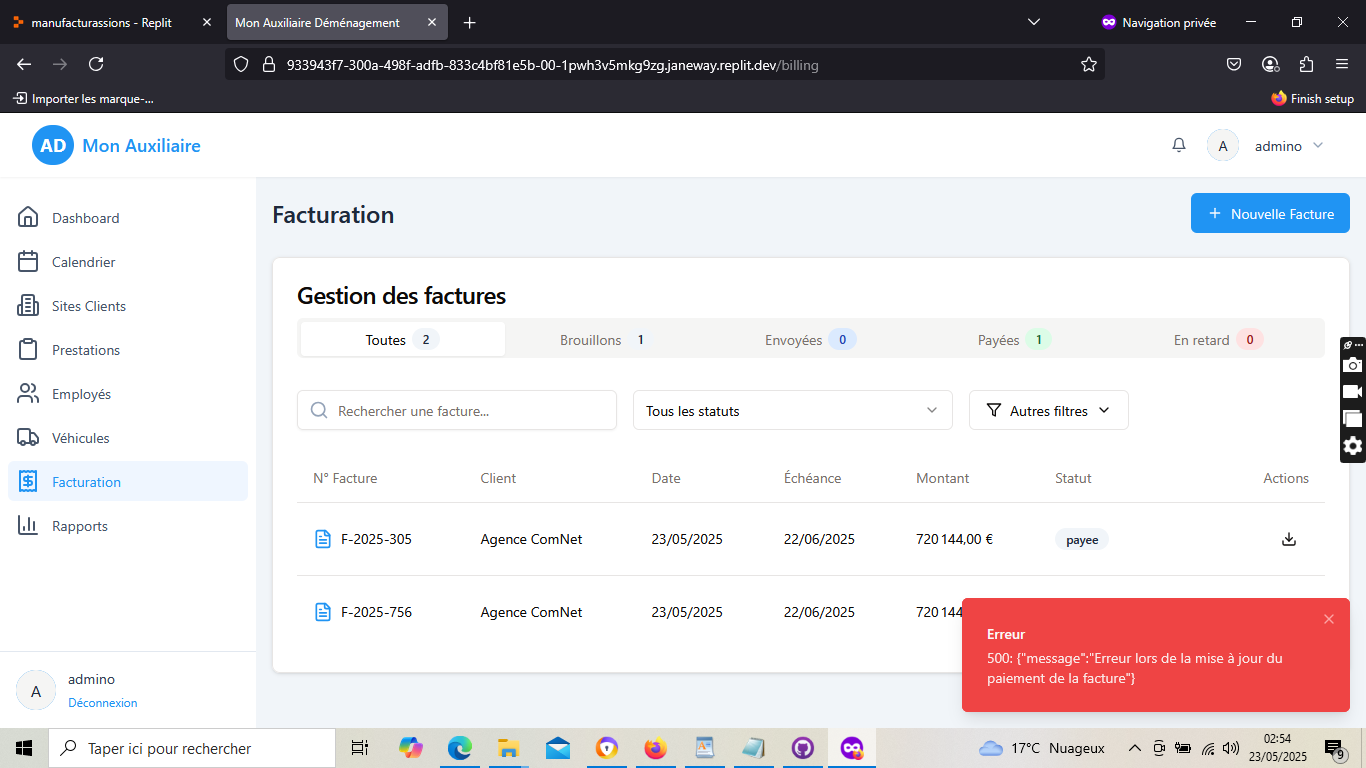 manufacturassions - Replit
Mon Auxiliaire Déménagement
Navigation privée
933943f7-300a-498f-adfb-833c4bf81e5b-00-1pwh3v5mkg9zg.janeway.replit.dev/billing
Importer les marque-...
Finish setup
AD Mon Auxiliaire
A admino
Dashboard
Calendrier
Sites Clients
Prestations
Employés
Véhicules
Facturation
Rapports
A admino
Déconnexion
Facturation
+ Nouvelle Facture
Gestion des factures
Toutes 2 Brouillons 1 Envoyées 0 Payées 1 En retard 0
Rechercher une facture... Tous les statuts Autres filtres
N° Facture Client Date Échéance Montant Statut Actions
F-2025-305 Agence ComNet 23/05/2025 22/06/2025 720 144,00 € payee
F-2025-756 Agence ComNet 23/05/2025 22/06/2025 720 144
Erreur
500: {"message":"Erreur lors de la mise à jour du
paiement de la facture"}
Taper ici pour rechercher
17°C Nuageux
02:54
23/05/2025
9